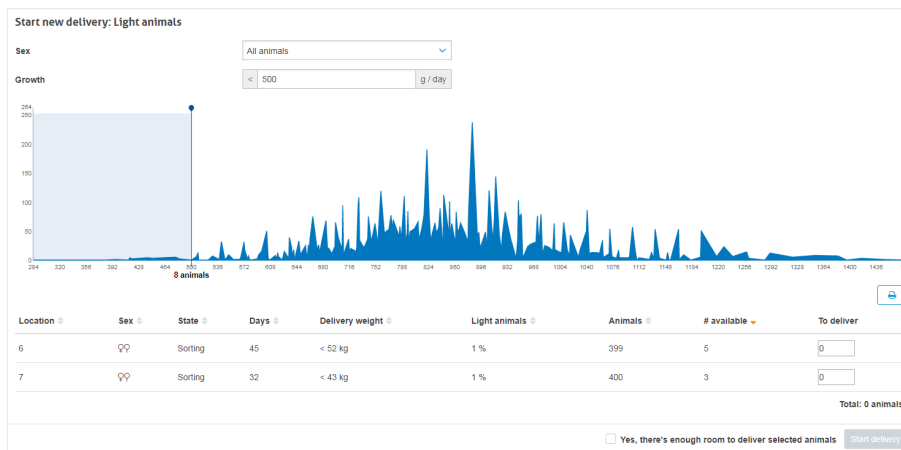 Start new delivery: Light animals
Sex All animals
Growth < 500 g / day
264
250
200
150
100
50
0
284 320 356 392 428 464 500 536 572 608 644 680 716 752 788 824 860 896 932 968 1004 1040 1076 1112 1148 1184 1220 1256 1292 1328 1364 1400 1436
8 animals
Location Sex State Days Delivery weight Light animals Animals # available To deliver
6 ♀♀ Sorting 45 < 52 kg 1 % 399 5 0
7 ♀♀ Sorting 32 < 43 kg 1 % 400 3 0
Total: 0 animals
Yes, there's enough room to deliver selected animals Start delivery